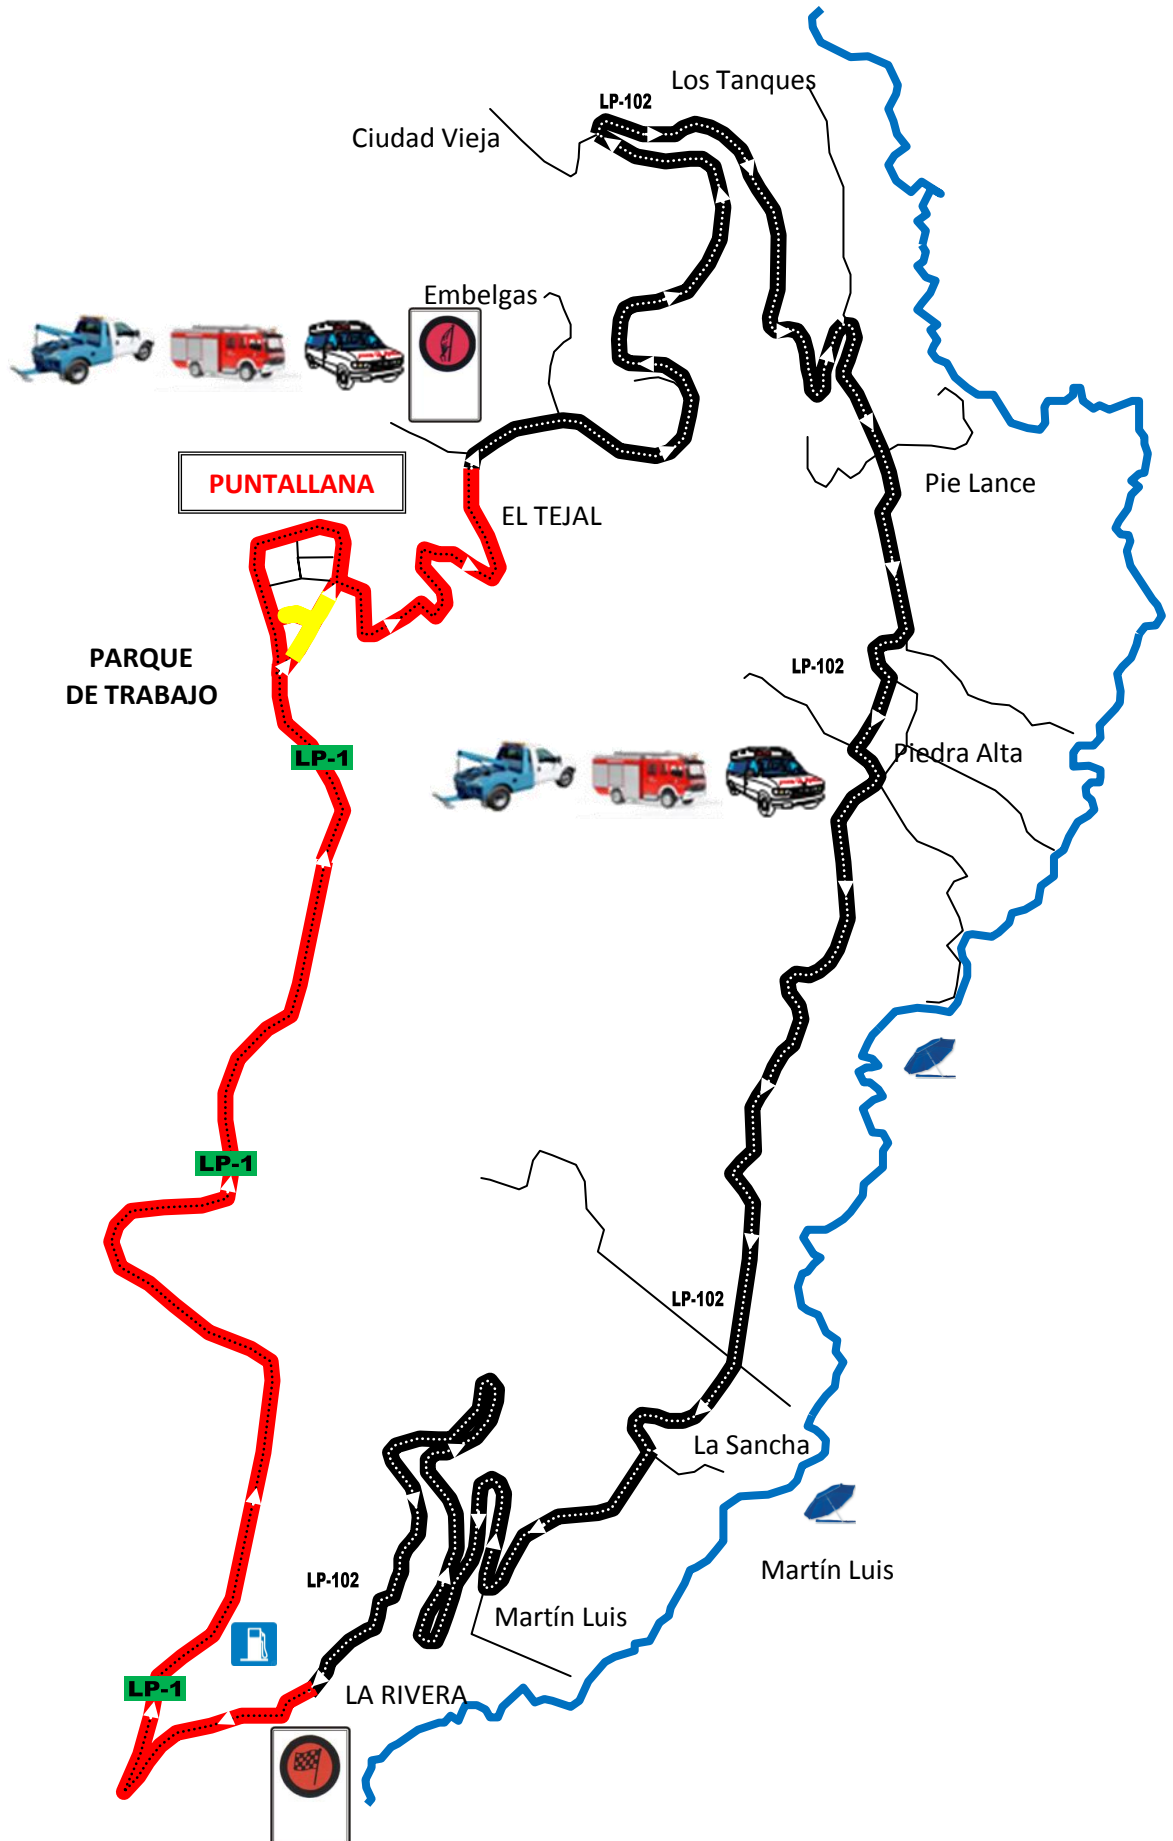 Los Tanques
LP-102
Ciudad Vieja
Embelgas
PUNTALLANA
Pie Lance
EL TEJAL
PARQUE
DE TRABAJO
LP-102
LP-1
Piedra Alta
LP-1
LP-102
La Sancha
Martín Luis
LP-102
Martín Luis
LP-1
LA RIVERA